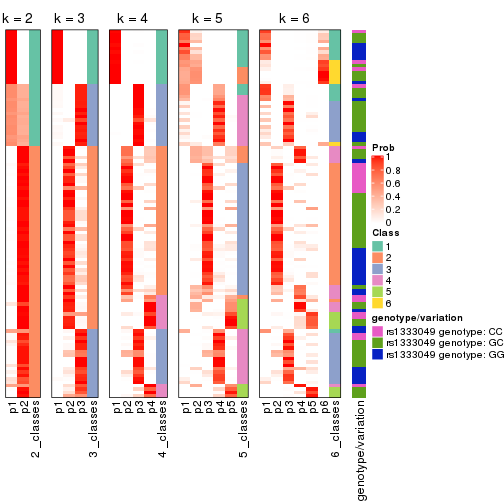 k = 2
k = 3
k = 4
k = 5
k = 6
Prob
1
0.8
0.6
0.4
0.2
0
Class
1
2
3
4
5
6
genotype/variation
rs1333049 genotype: CC
rs1333049 genotype: GC
rs1333049 genotype: GG
p1
p2
2_classes
p1
p2
p3
3_classes
p1
p2
p3
p4
4_classes
p1
p2
p3
p4
p5
5_classes
p1
p2
p3
p4
p5
p6
6_classes
genotype/variation